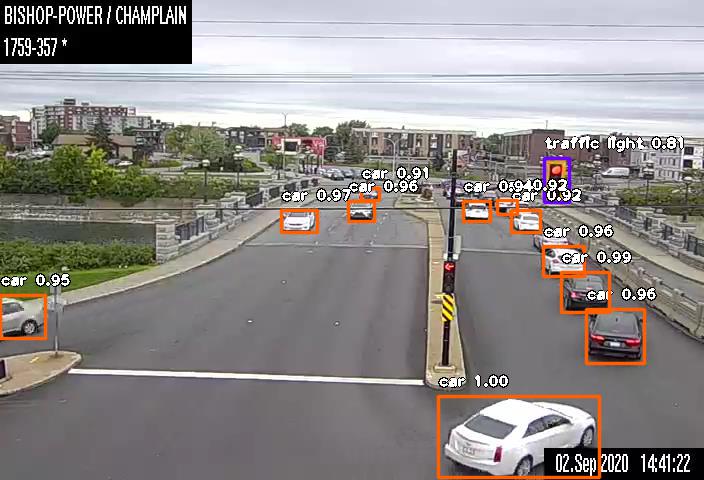 BISHOP-POWER / CHAMPLAIN
1759-357 *
traffic light 0.81
car 0.91
car 0.96
car 0.97
car 0.94
0.92
car 0.92
car 0.96
car 0.99
car 0.96
car 0.95
car 1.00
02.Sep 2020 14:41:22